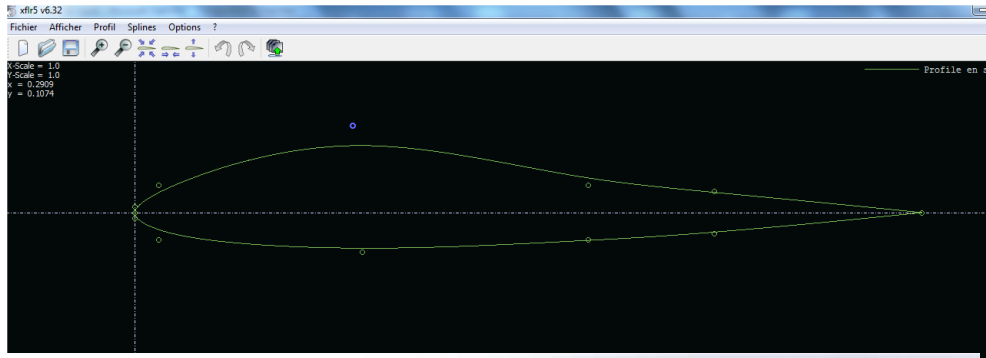 xflr5 v6.32
Fichier Afficher Profil Splines Options ?
X-Scale = 1.0
Y-Scale = 1.0
x = 0.2909
y = 0.1074
Profile en